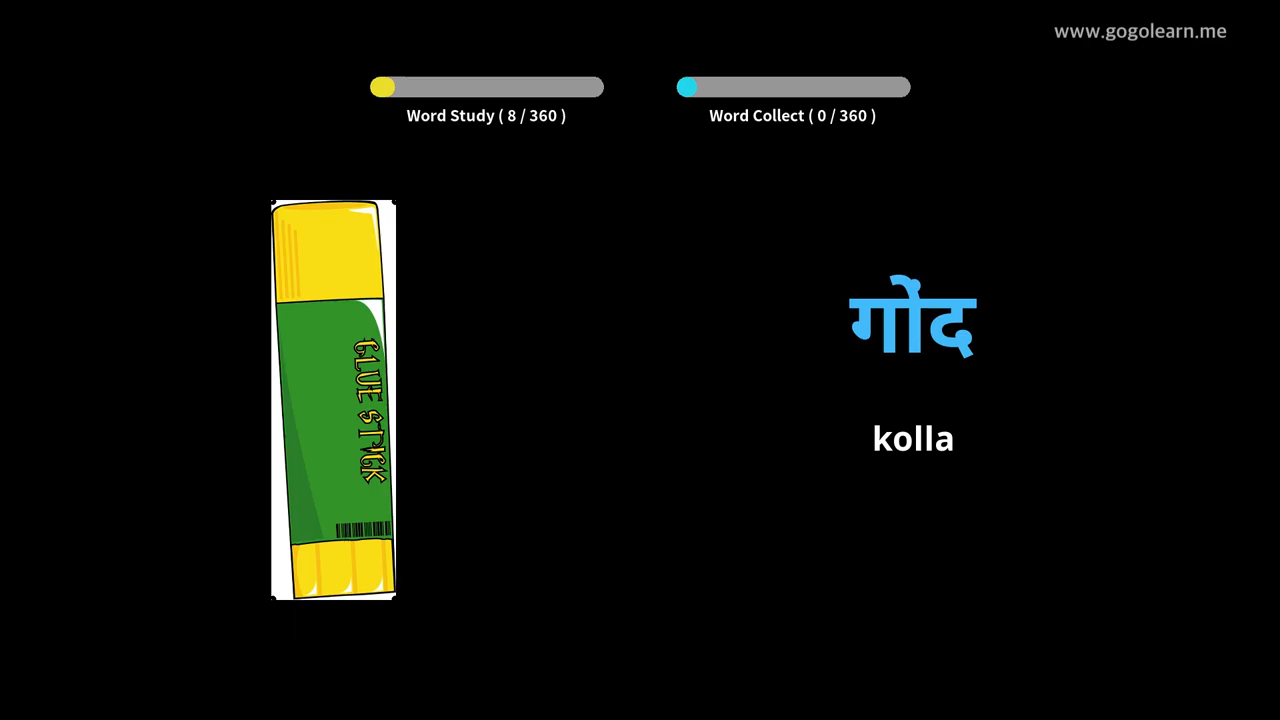 www.gogolearn.me
Word Study ( 8 / 360 )
Word Collect ( 0 / 360 )
GLUE STICK
गोंद
kolla